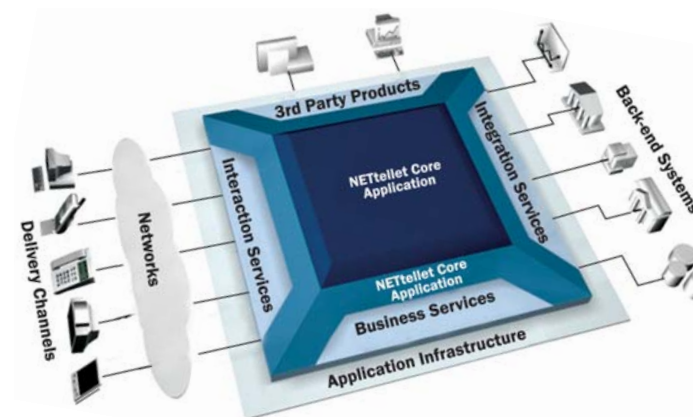 3rd Party Products
NETtellet Core
Application
Interaction Services
Integration Services
Back-end Systems
Delivery Channels
Networks
NETtellet Core
Application
Business Services
Application Infrastructure